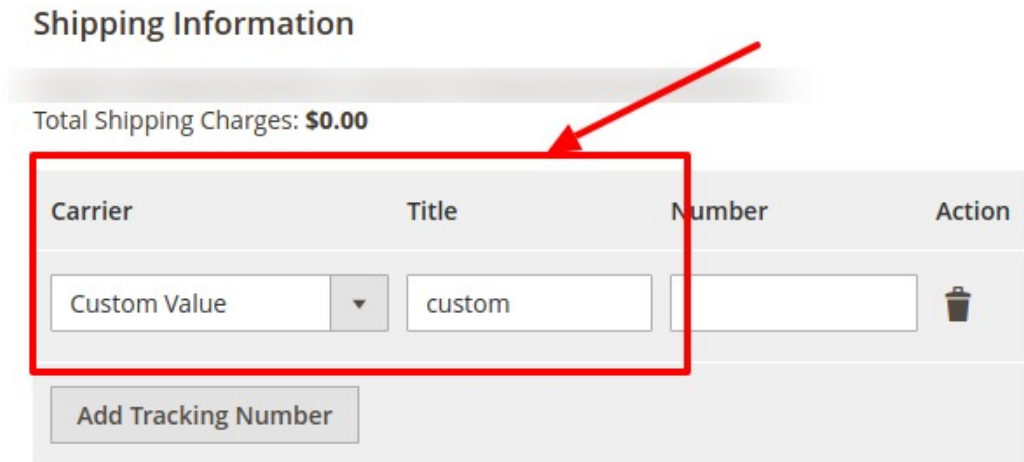 Shipping Information
Total Shipping Charges: $0.00
Carrier Title Number Action
Custom Value custom
Add Tracking Number